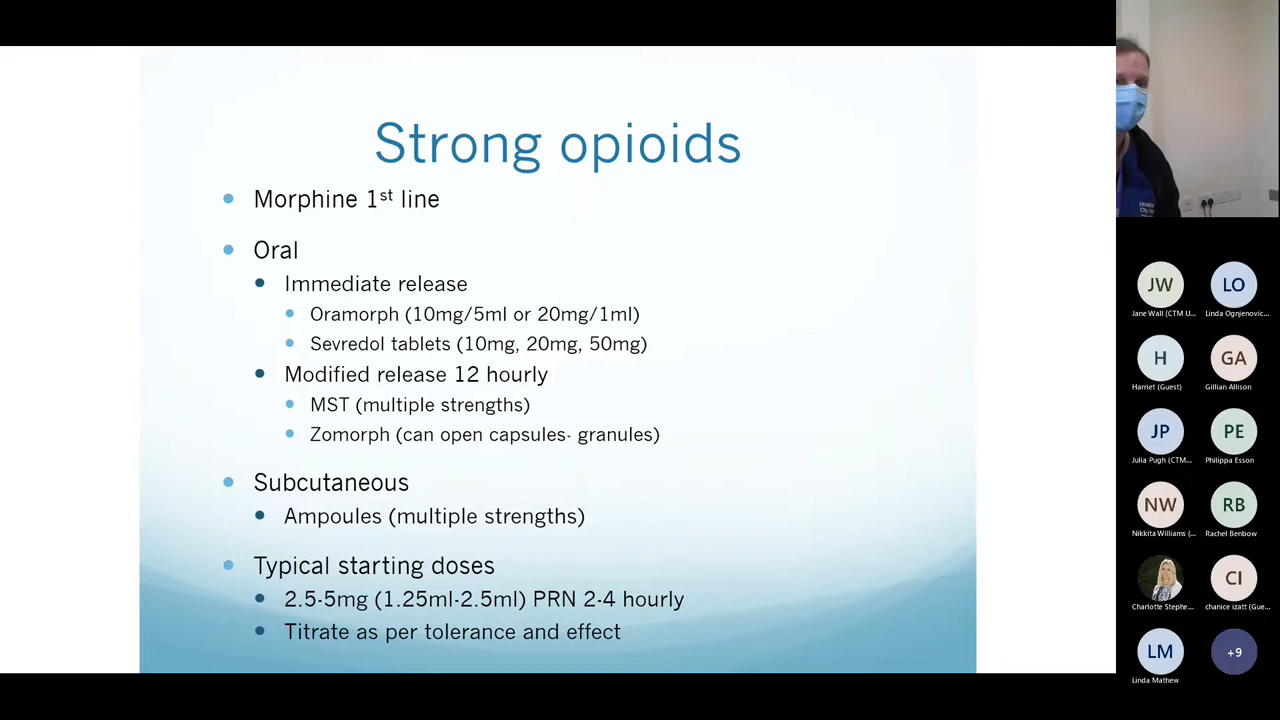 Strong opioids
Morphine 1st line
Oral
Immediate release
Oramorph (10mg/5ml or 20mg/1ml)
Sevredol tablets (10mg, 20mg, 50mg)
Modified release 12 hourly
MST (multiple strengths)
Zomorph (can open capsules- granules)
Subcutaneous
Ampoules (multiple strengths)
Typical starting doses
2.5-5mg (1.25ml-2.5ml) PRN 2-4 hourly
Titrate as per tolerance and effect
JW
LO
Jane Wall (CTM U...
Linda Ognjenovic...
H
GA
Harriet (Guest)
Gillian Allison
JP
PE
Julia Pugh (CTM...
Philippa Esson
NW
RB
Nikkita Williams (...
Rachel Benbow
CI
Charlotte Stephe...
chanice izatt (Gue...
LM
+9
Linda Mathew